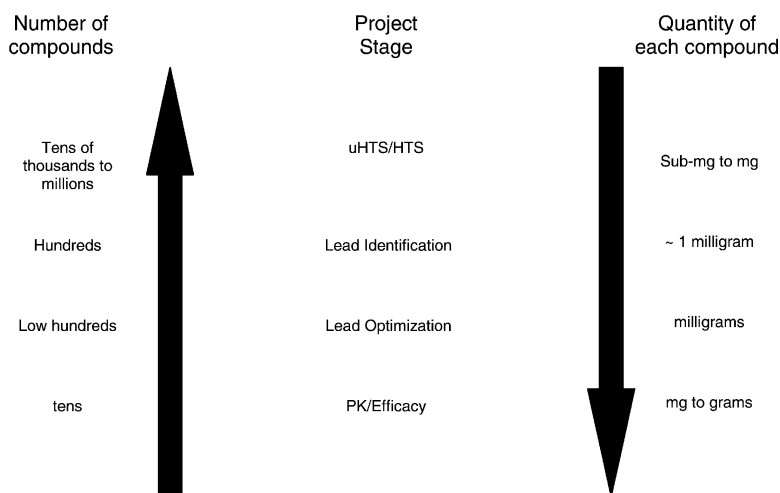 Number of
compounds
Project
Stage
Quantity of
each compound
Tens of
thousands to
millions
uHTS/HTS
Sub-mg to mg
Hundreds
Lead Identification
~ 1 milligram
Low hundreds
Lead Optimization
milligrams
tens
PK/Efficacy
mg to grams